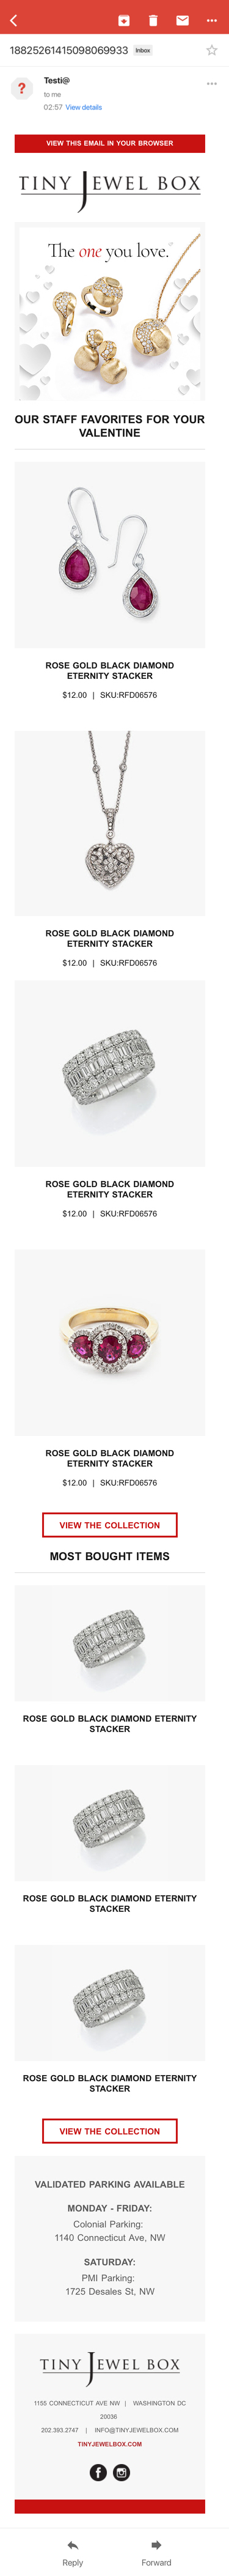 18825261415098069933 Inbox
Testi@
to me
02:57 View details
VIEW THIS EMAIL IN YOUR BROWSER
TINY JEWEL BOX
The one you love.
OUR STAFF FAVORITES FOR YOUR
VALENTINE
ROSE GOLD BLACK DIAMOND
ETERNITY STACKER
$12.00 | SKU:RFD06576
ROSE GOLD BLACK DIAMOND
ETERNITY STACKER
$12.00 | SKU:RFD06576
ROSE GOLD BLACK DIAMOND
ETERNITY STACKER
$12.00 | SKU:RFD06576
ROSE GOLD BLACK DIAMOND
ETERNITY STACKER
$12.00 | SKU:RFD06576
VIEW THE COLLECTION
MOST BOUGHT ITEMS
ROSE GOLD BLACK DIAMOND ETERNITY
STACKER
ROSE GOLD BLACK DIAMOND ETERNITY
STACKER
ROSE GOLD BLACK DIAMOND ETERNITY
STACKER
VIEW THE COLLECTION
VALIDATED PARKING AVAILABLE
MONDAY - FRIDAY:
Colonial Parking:
1140 Connecticut Ave, NW
SATURDAY:
PMI Parking:
1725 Desales St, NW
TINY JEWEL BOX
1155 CONNECTICUT AVE NW | WASHINGTON DC
20036
202.393.2747 | INFO@TINYJEWELBOX.COM
TINYJEWELBOX.COM
Reply Forward